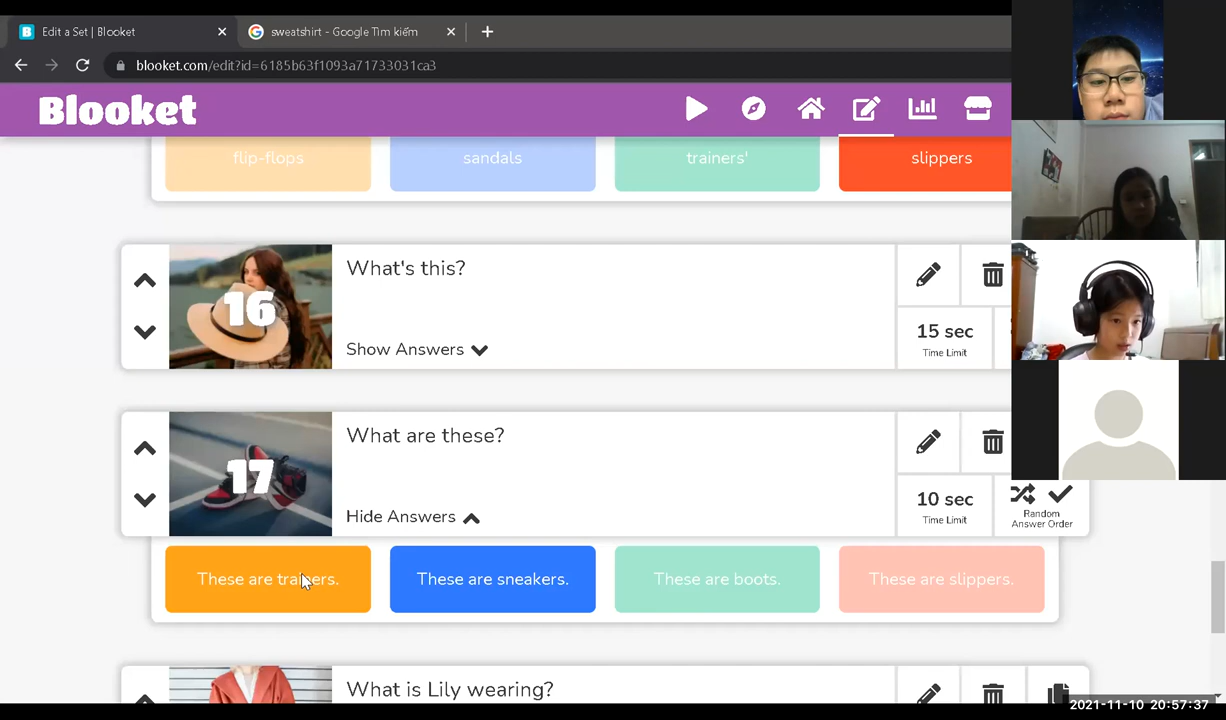 Edit a Set | Blooket
sweatshirt - Google Tìm kiếm
blooket.com/edit?id=6185b63f1093a71733031ca3
Blooket
flip-flops
sandals
trainers'
slippers
16
What's this?
Show Answers
15 sec
Time Limit
17
What are these?
Hide Answers
10 sec
Time Limit
Random
Answer Order
These are trainers.
These are sneakers.
These are boots.
These are slippers.
What is Lily wearing?
2021-11-10 20:57:37